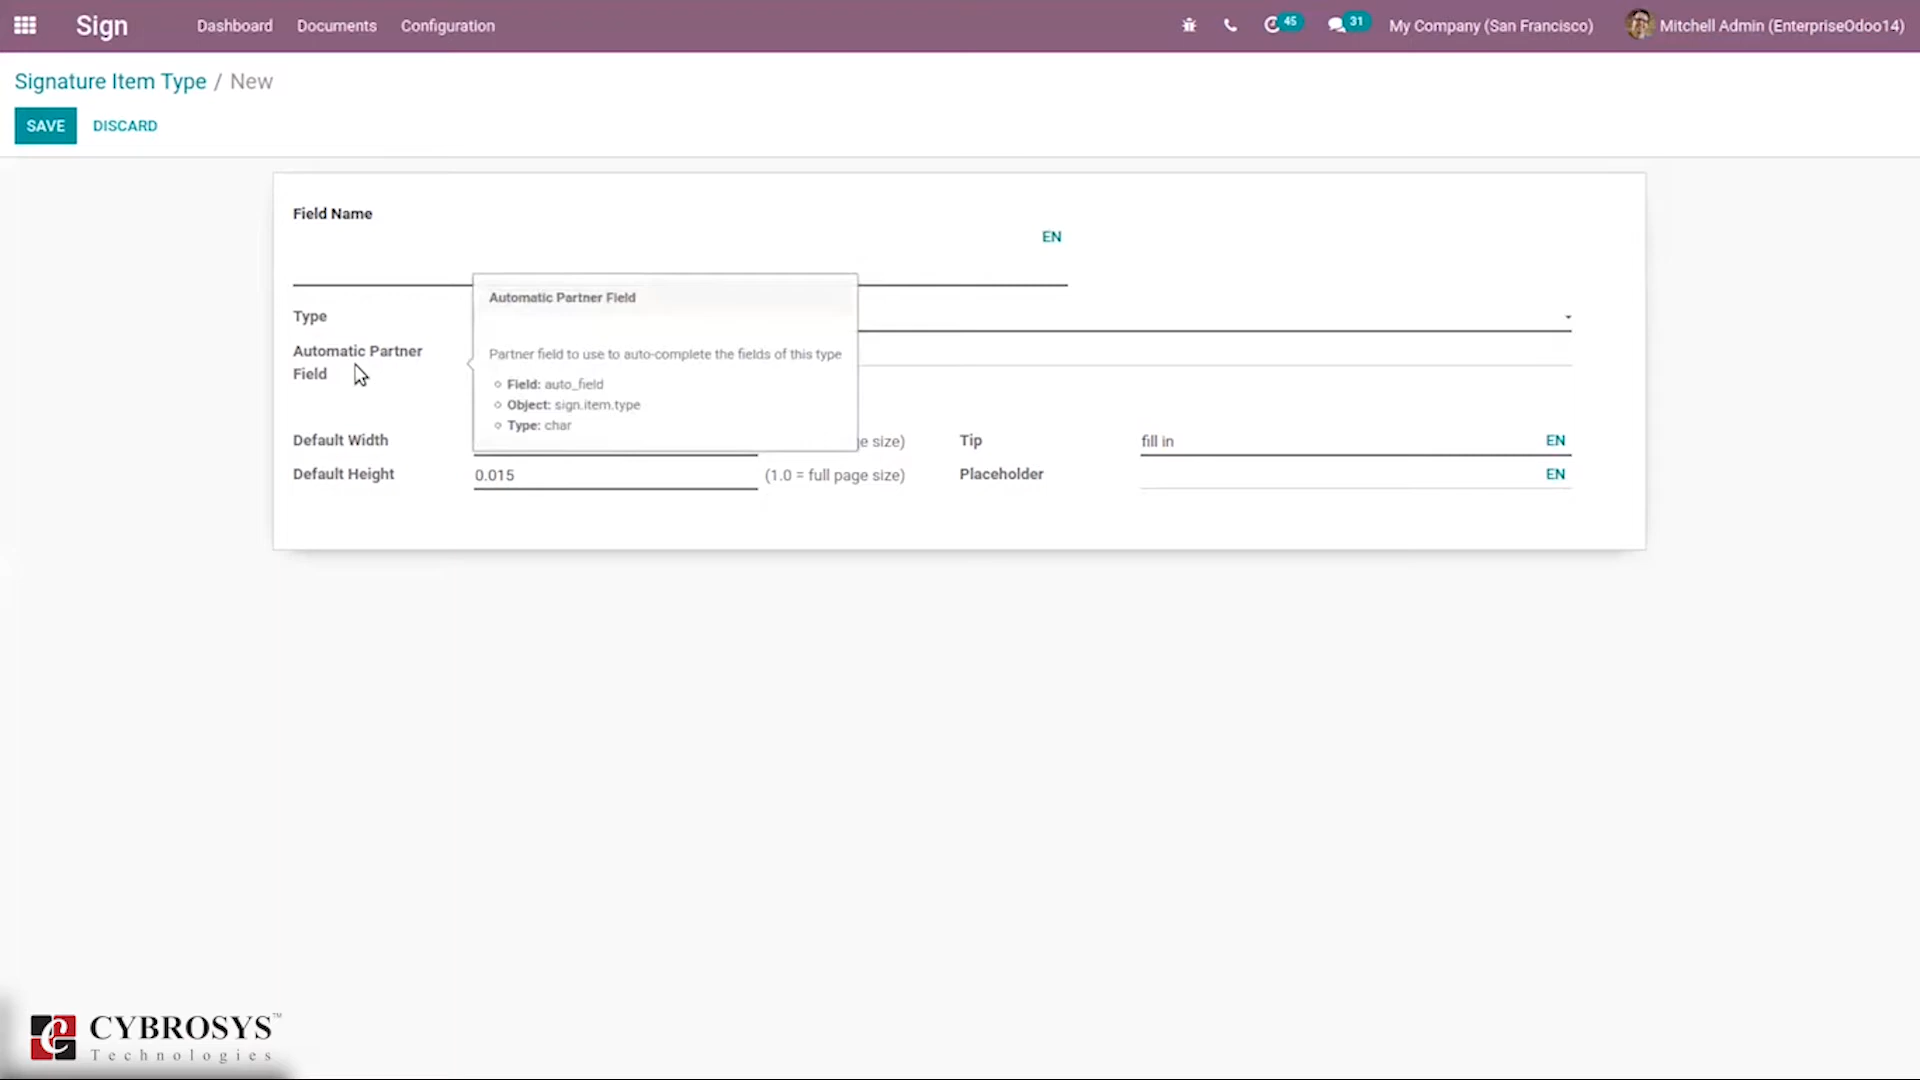 Sign Dashboard Documents Configuration 45 31 My Company (San Francisco) Mitchell Admin (EnterpriseOdoo14)
Signature Item Type / New
SAVE DISCARD
Field Name
EN
Automatic Partner Field
Partner field to use to auto-complete the fields of this type
Field: auto_field
Object: sign.item.type
Type: char
Type
Automatic Partner
Field
Default Width e size) Tip fill in EN
Default Height 0.015 (1.0 = full page size) Placeholder EN
CYBROSYS™
Technologies